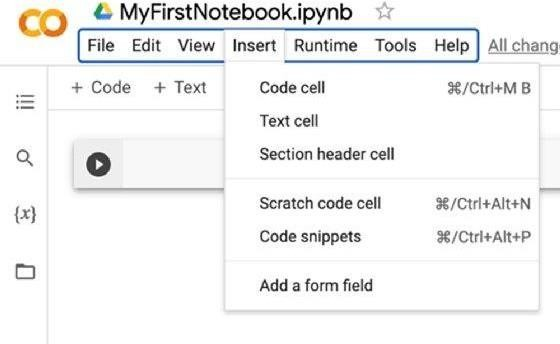 MyFirstNotebook.ipynb
File Edit View Insert Runtime Tools Help All chang
+ Code + Text
Code cell ⌘/Ctrl+M B
Text cell
Section header cell
{x}
Scratch code cell ⌘/Ctrl+Alt+N
Code snippets ⌘/Ctrl+Alt+P
Add a form field